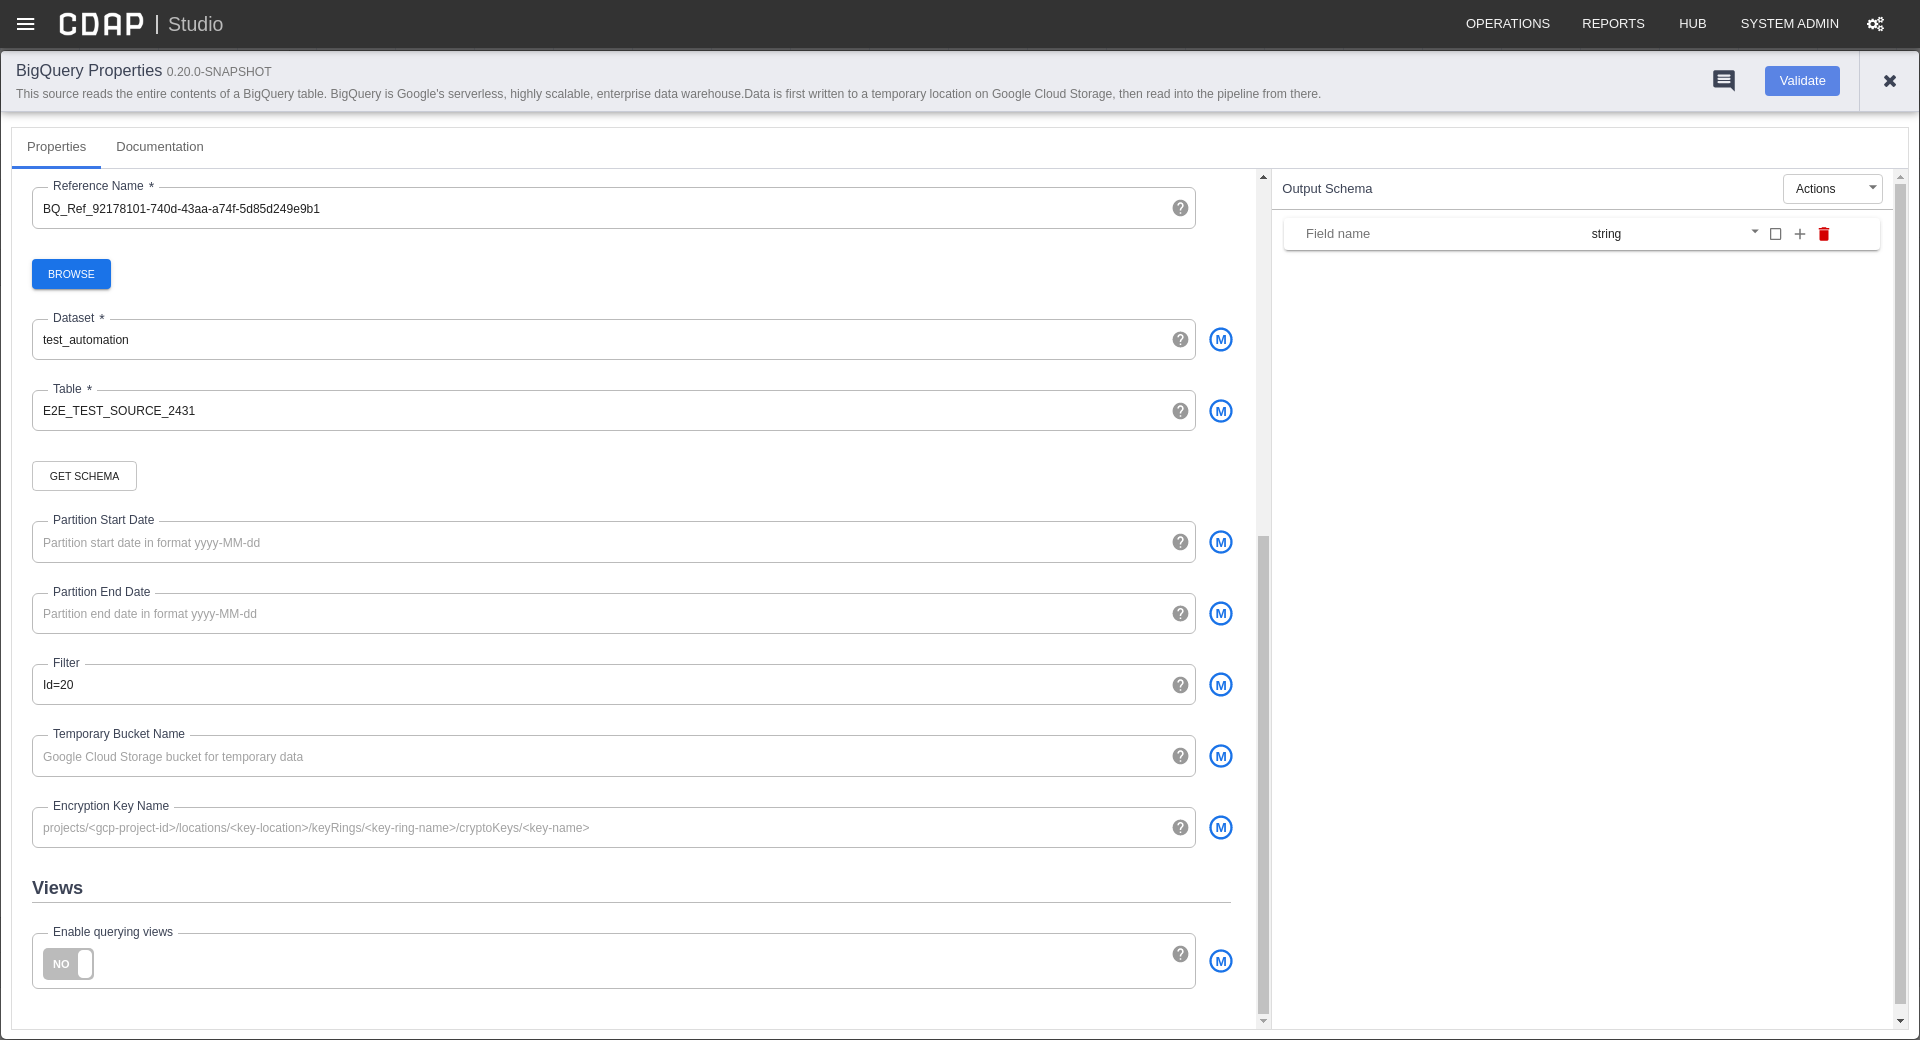 CDAP | Studio
OPERATIONS REPORTS HUB SYSTEM ADMIN
BigQuery Properties 0.20.0-SNAPSHOT
This source reads the entire contents of a BigQuery table. BigQuery is Google's serverless, highly scalable, enterprise data warehouse.Data is first written to a temporary location on Google Cloud Storage, then read into the pipeline from there.
Validate
Properties Documentation
Reference Name *
BQ_Ref_92178101-740d-43aa-a74f-5d85d249e9b1
BROWSE
Dataset *
test_automation
M
Table *
E2E_TEST_SOURCE_2431
M
GET SCHEMA
Partition Start Date
Partition start date in format yyyy-MM-dd
M
Partition End Date
Partition end date in format yyyy-MM-dd
M
Filter
Id=20
M
Temporary Bucket Name
Google Cloud Storage bucket for temporary data
M
Encryption Key Name
projects/<gcp-project-id>/locations/<key-location>/keyRings/<key-ring-name>/cryptoKeys/<key-name>
M
Views
Enable querying views
NO
M
Output Schema
Actions
Field name string